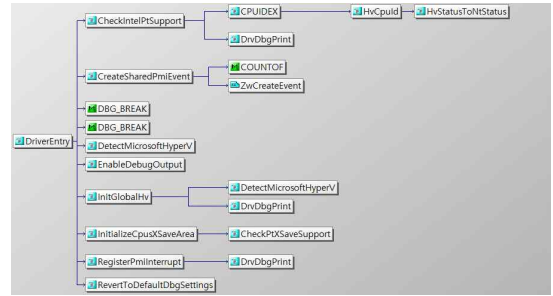 CheckIntelPtSupport
CPUIDEX
HvCpuId
HvStatusToNtStatus
DrvDbgPrint
CreateSharedPmiEvent
COUNTOF
ZwCreateEvent
DBG_BREAK
DBG_BREAK
DriverEntry
DetectMicrosoftHyperV
EnableDebugOutput
InitGlobalHv
DetectMicrosoftHyperV
DrvDbgPrint
InitializeCpusXSaveArea
CheckPtXSaveSupport
RegisterPmiInterrupt
DrvDbgPrint
RevertToDefaultDbgSettings